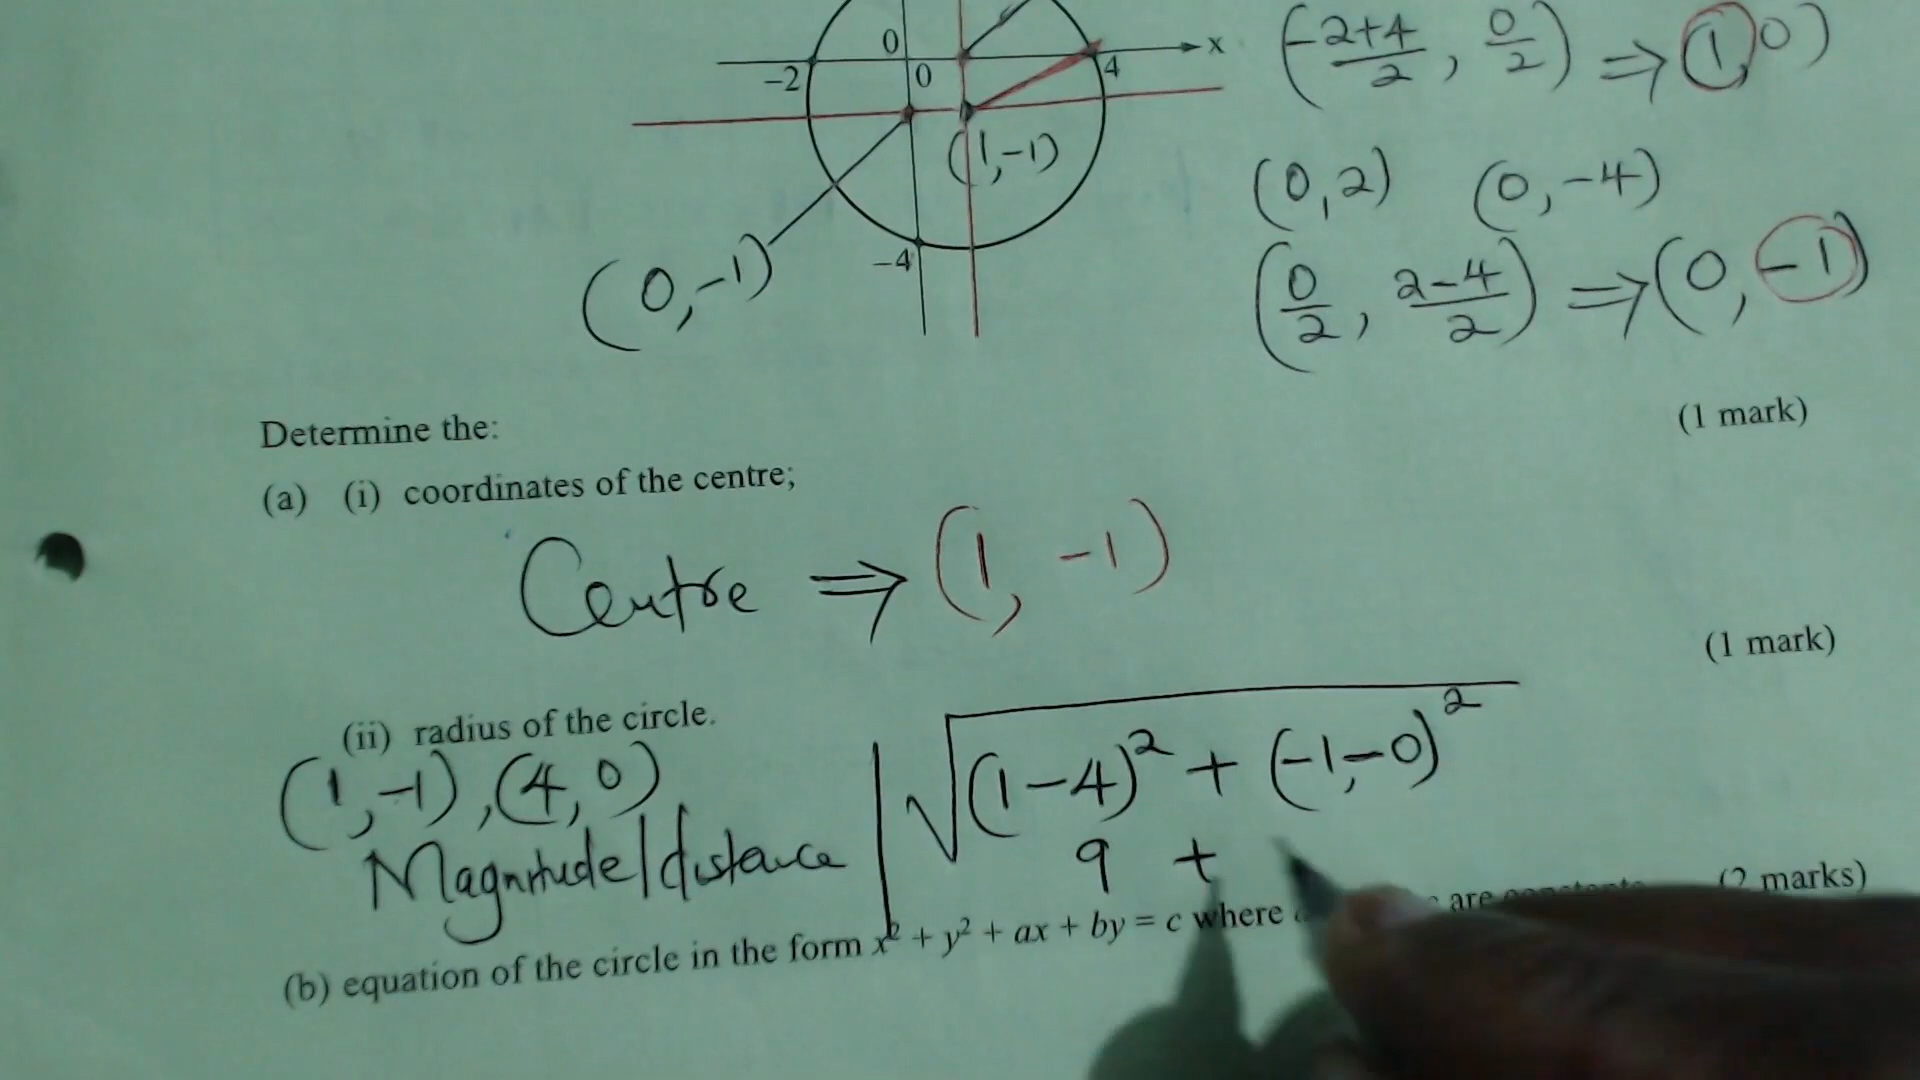 0 x
-2 0 4
(-2+4/2, 0/2) ⇒ (1,0)
(1,-1)
(0,2) (0,-4)
(0,-1)
-4
(0/2, 2-4/2) ⇒ (0,-1)
Determine the:
(1 mark)
(a) (i) coordinates of the centre;
Centre ⇒ (1, -1)
(1 mark)
(ii) radius of the circle.
(1,-1),(4,0)
√(1-4)² + (-1,-0)²
Magnitude/distance
9 +
(2 marks)
(b) equation of the circle in the form x² + y² + ax + by = c where are